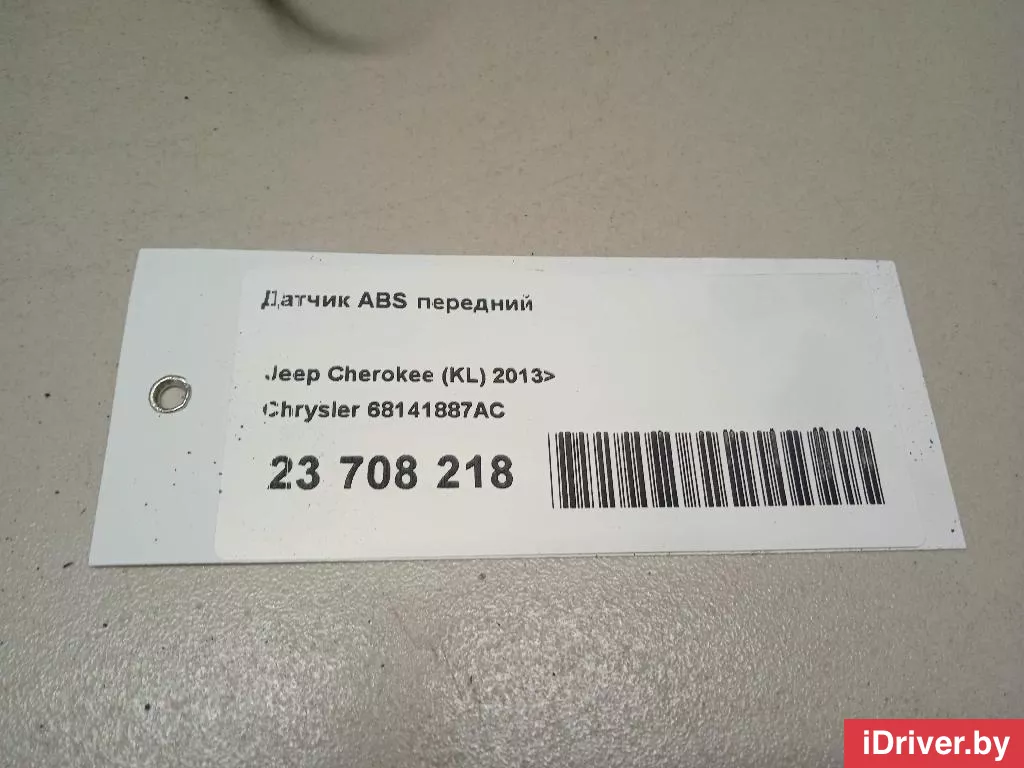 Датчик ABS передний
Jeep Cherokee (KL) 2013>
Chrysler 68141887AC
23 708 218
iDriver.by